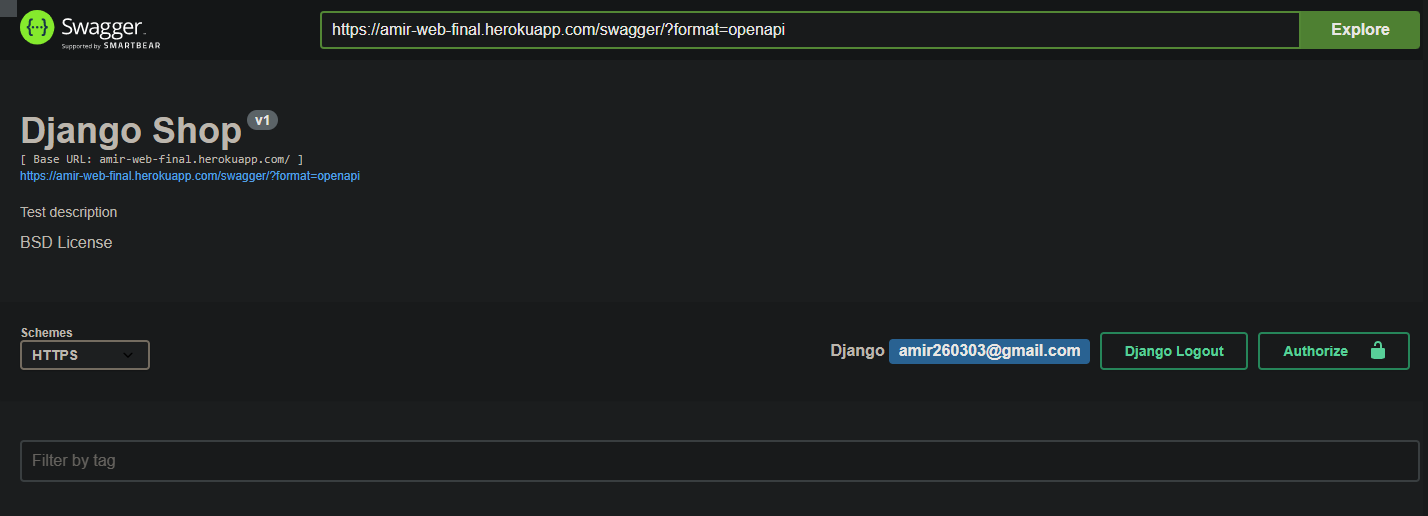 Swagger
Supported by SMARTBEAR
https://amir-web-final.herokuapp.com/swagger/?format=openapi
Explore
Django Shop v1
[ Base URL: amir-web-final.herokuapp.com/ ]
https://amir-web-final.herokuapp.com/swagger/?format=openapi
Test description
BSD License
Schemes
HTTPS
Django amir260303@gmail.com
Django Logout
Authorize
Filter by tag